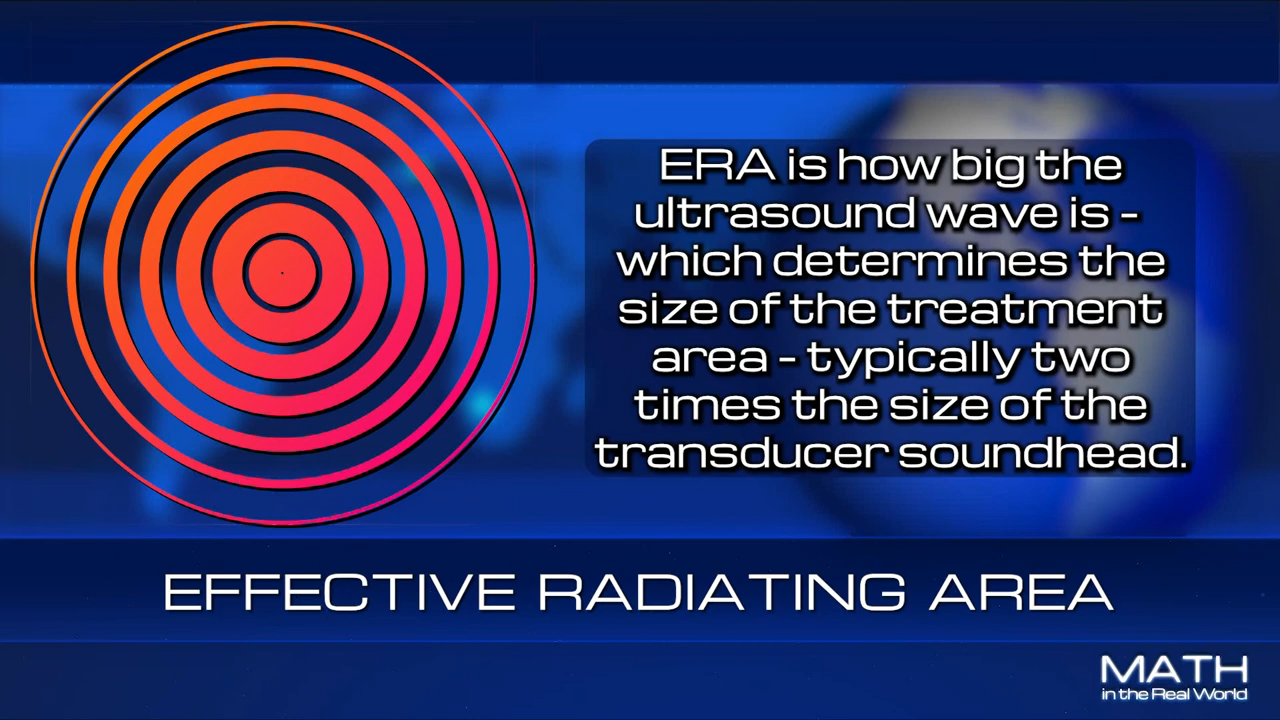 ERA is how big the
ultrasound wave is -
which determines the
size of the treatment
area - typically two
times the size of the
transducer soundhead.
EFFECTIVE RADIATING AREA
MATH
in the Real World